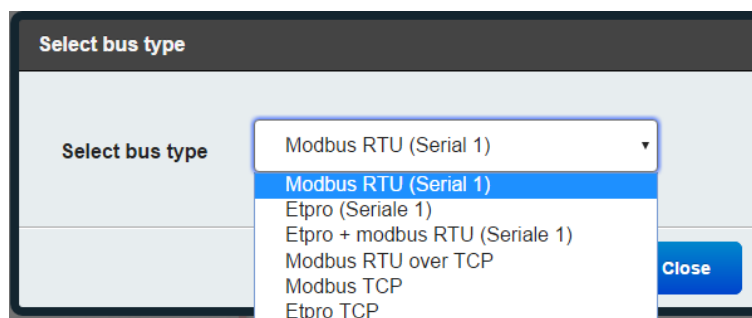 Select bus type
Select bus type
Modbus RTU (Serial 1)
Modbus RTU (Serial 1)
Etpro (Seriale 1)
Etpro + modbus RTU (Seriale 1)
Modbus RTU over TCP
Close
Modbus TCP
Etpro TCP